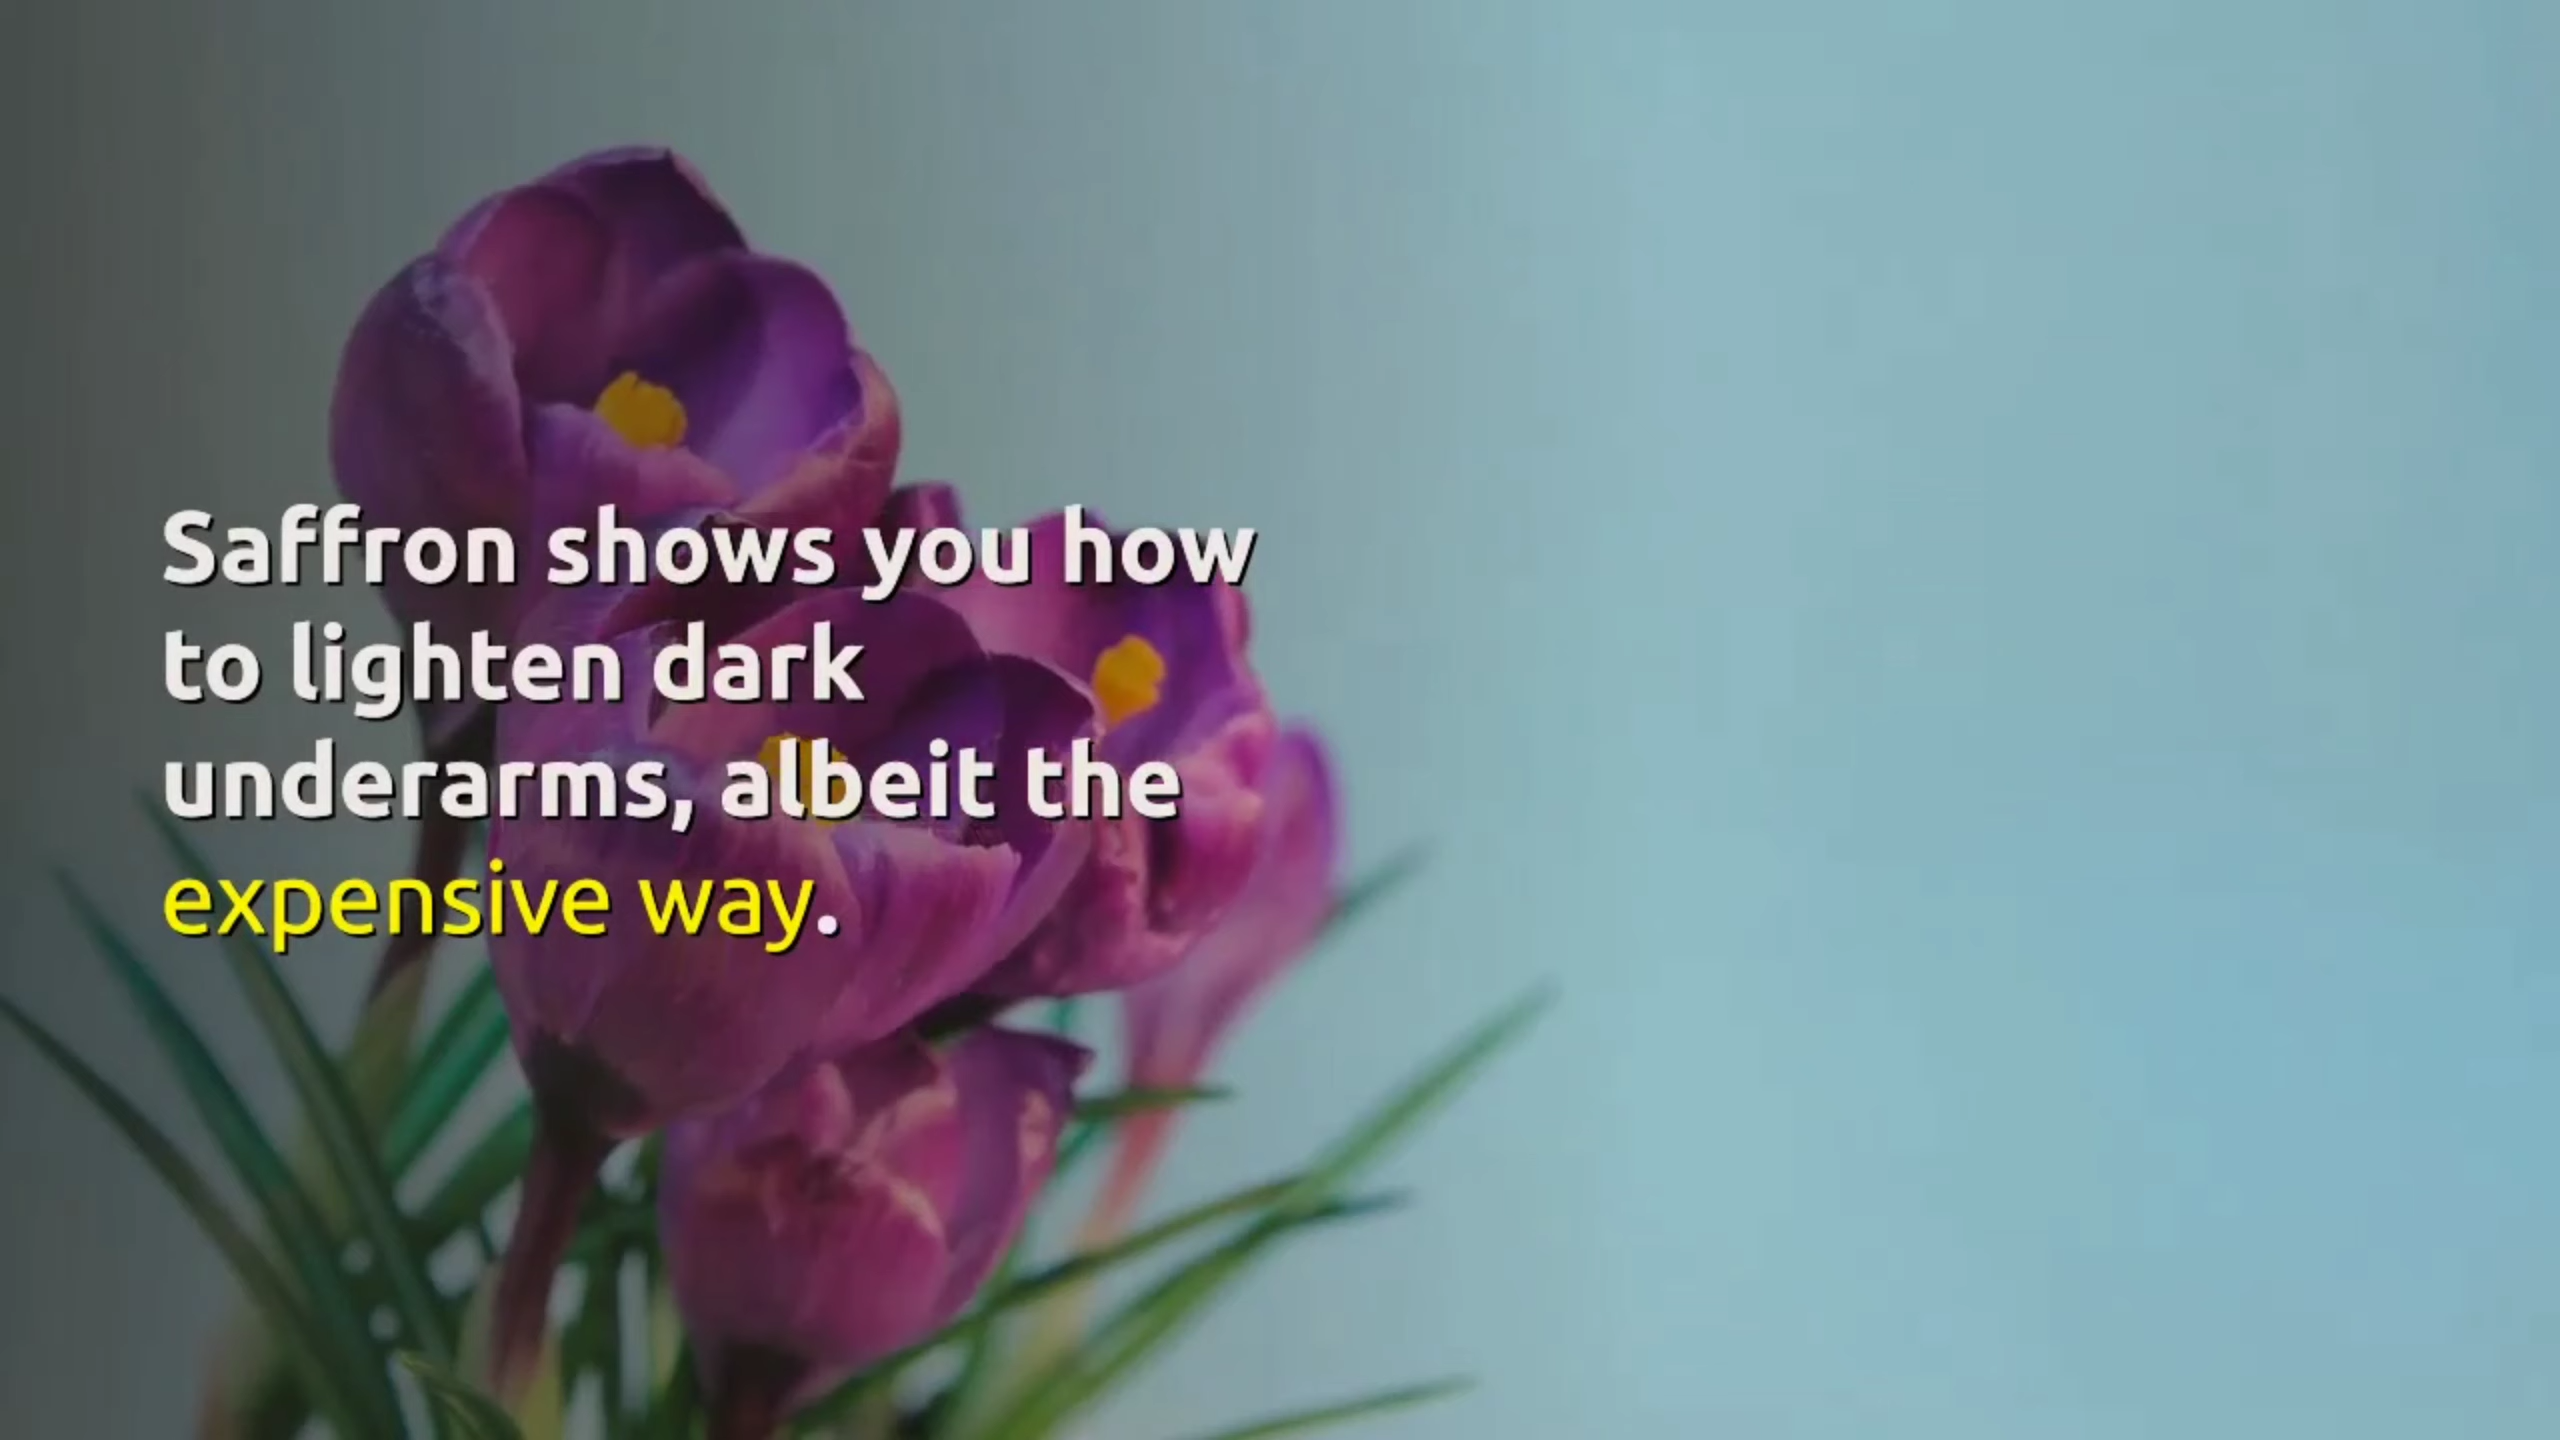 Saffron shows you how
to lighten dark
underarms, albeit the
expensive way.